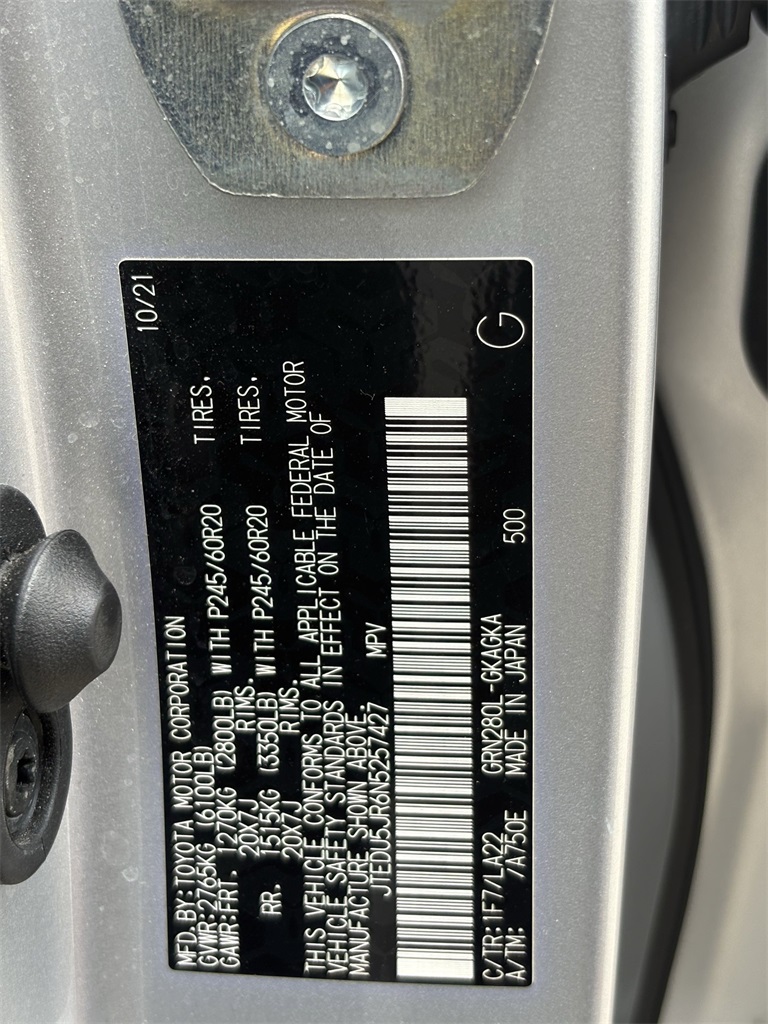 10/21
MFD.BY:TOYOTA MOTOR CORPORATION
GVWR:2765KG (6100LB)
GAWR:FRT. 1270KG (2800LB) WITH P245/60R20 TIRES,
20X7J RIMS.
RR. 1515KG (3350LB) WITH P245/60R20 TIRES,
20X7J RIMS.
THIS VEHICLE CONFORMS TO ALL APPLICABLE FEDERAL MOTOR
VEHICLE SAFETY STANDARDS IN EFFECT ON THE DATE OF
MANUFACTURE SHOWN ABOVE.
JTEDU5JR6N5257427 MPV
C/TR:1F7/LA22 GRN280L-GKAGKA 500 G
A/TM: /A750E MADE IN JAPAN